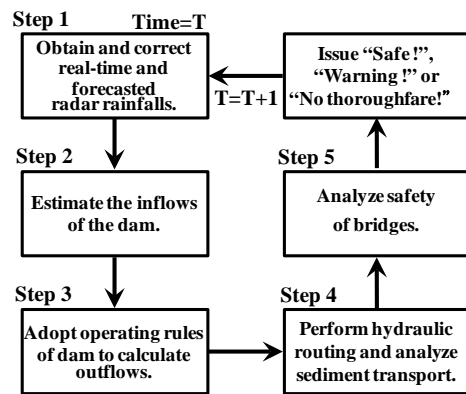 Step 1
Time=T
Obtain and correct
real-time and
forecasted
radar rainfalls.
Step 2
Estimate the inflows
of the dam.
Step 3
Adopt operating rules
of dam to calculate
outflows.
Step 4
Perform hydraulic
routing and analyze
sediment transport.
Step 5
Analyze safety
of bridges.
Issue “Safe !”,
“Warning !” or
“No thoroughfare!”
T=T+1